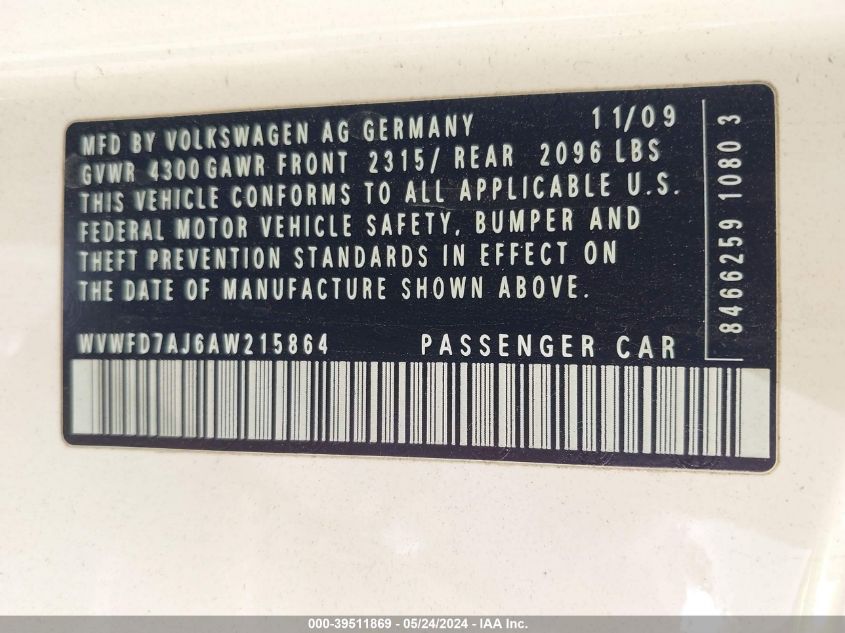 MFD BY VOLKSWAGEN AG GERMANY 11/09
GVWR 4300 GAWR FRONT 2315/ REAR 2096 LBS
THIS VEHICLE CONFORMS TO ALL APPLICABLE U.S.
FEDERAL MOTOR VEHICLE SAFETY, BUMPER AND
THEFT PREVENTION STANDARDS IN EFFECT ON
THE DATE OF MANUFACTURE SHOWN ABOVE.
WVWFD7AJ6AW215864 PASSENGER CAR
8466259 1080 3
000-39511869 - 05/24/2024 - IAA Inc.